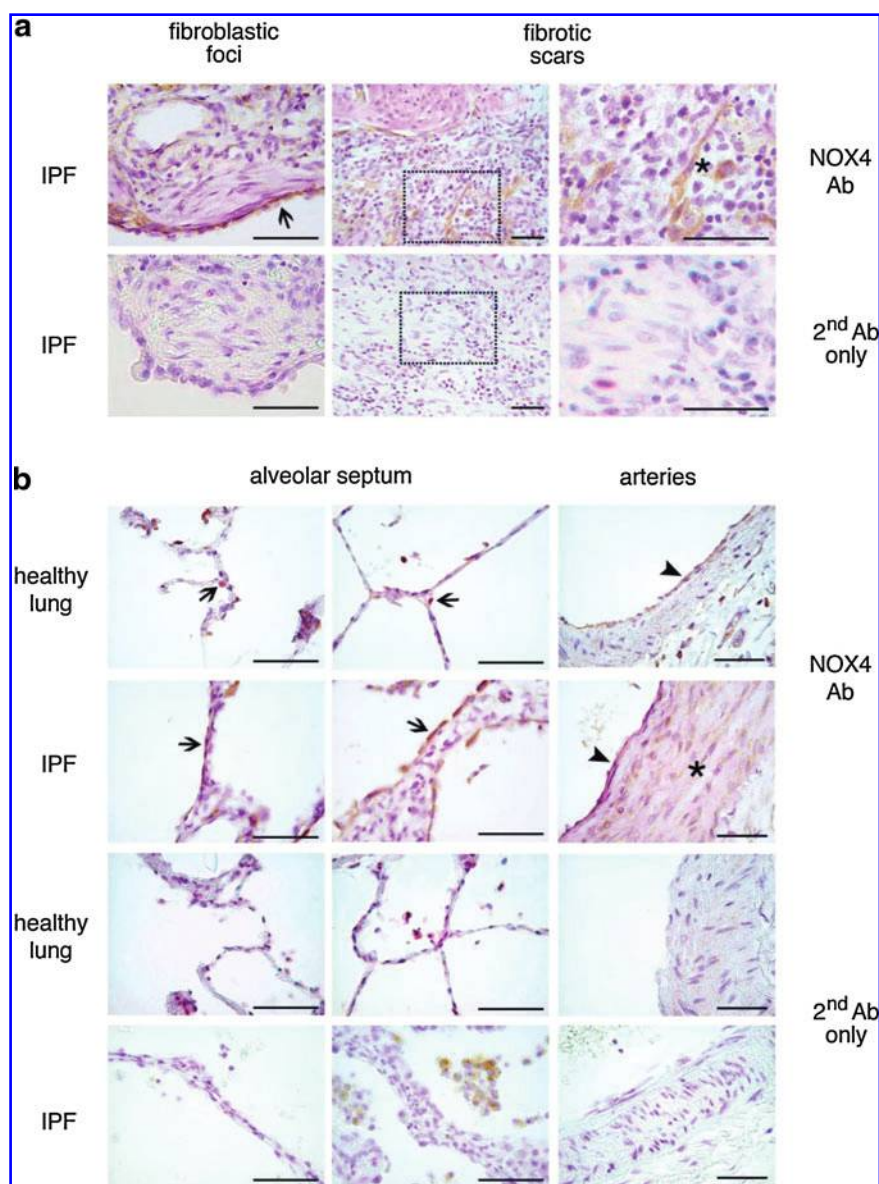 a
fibroblastic
foci
fibrotic
scars
IPF
*
NOX4
Ab
IPF
2nd Ab
only
b
alveolar septum
arteries
healthy
lung
NOX4
Ab
IPF
*
healthy
lung
2nd Ab
only
IPF